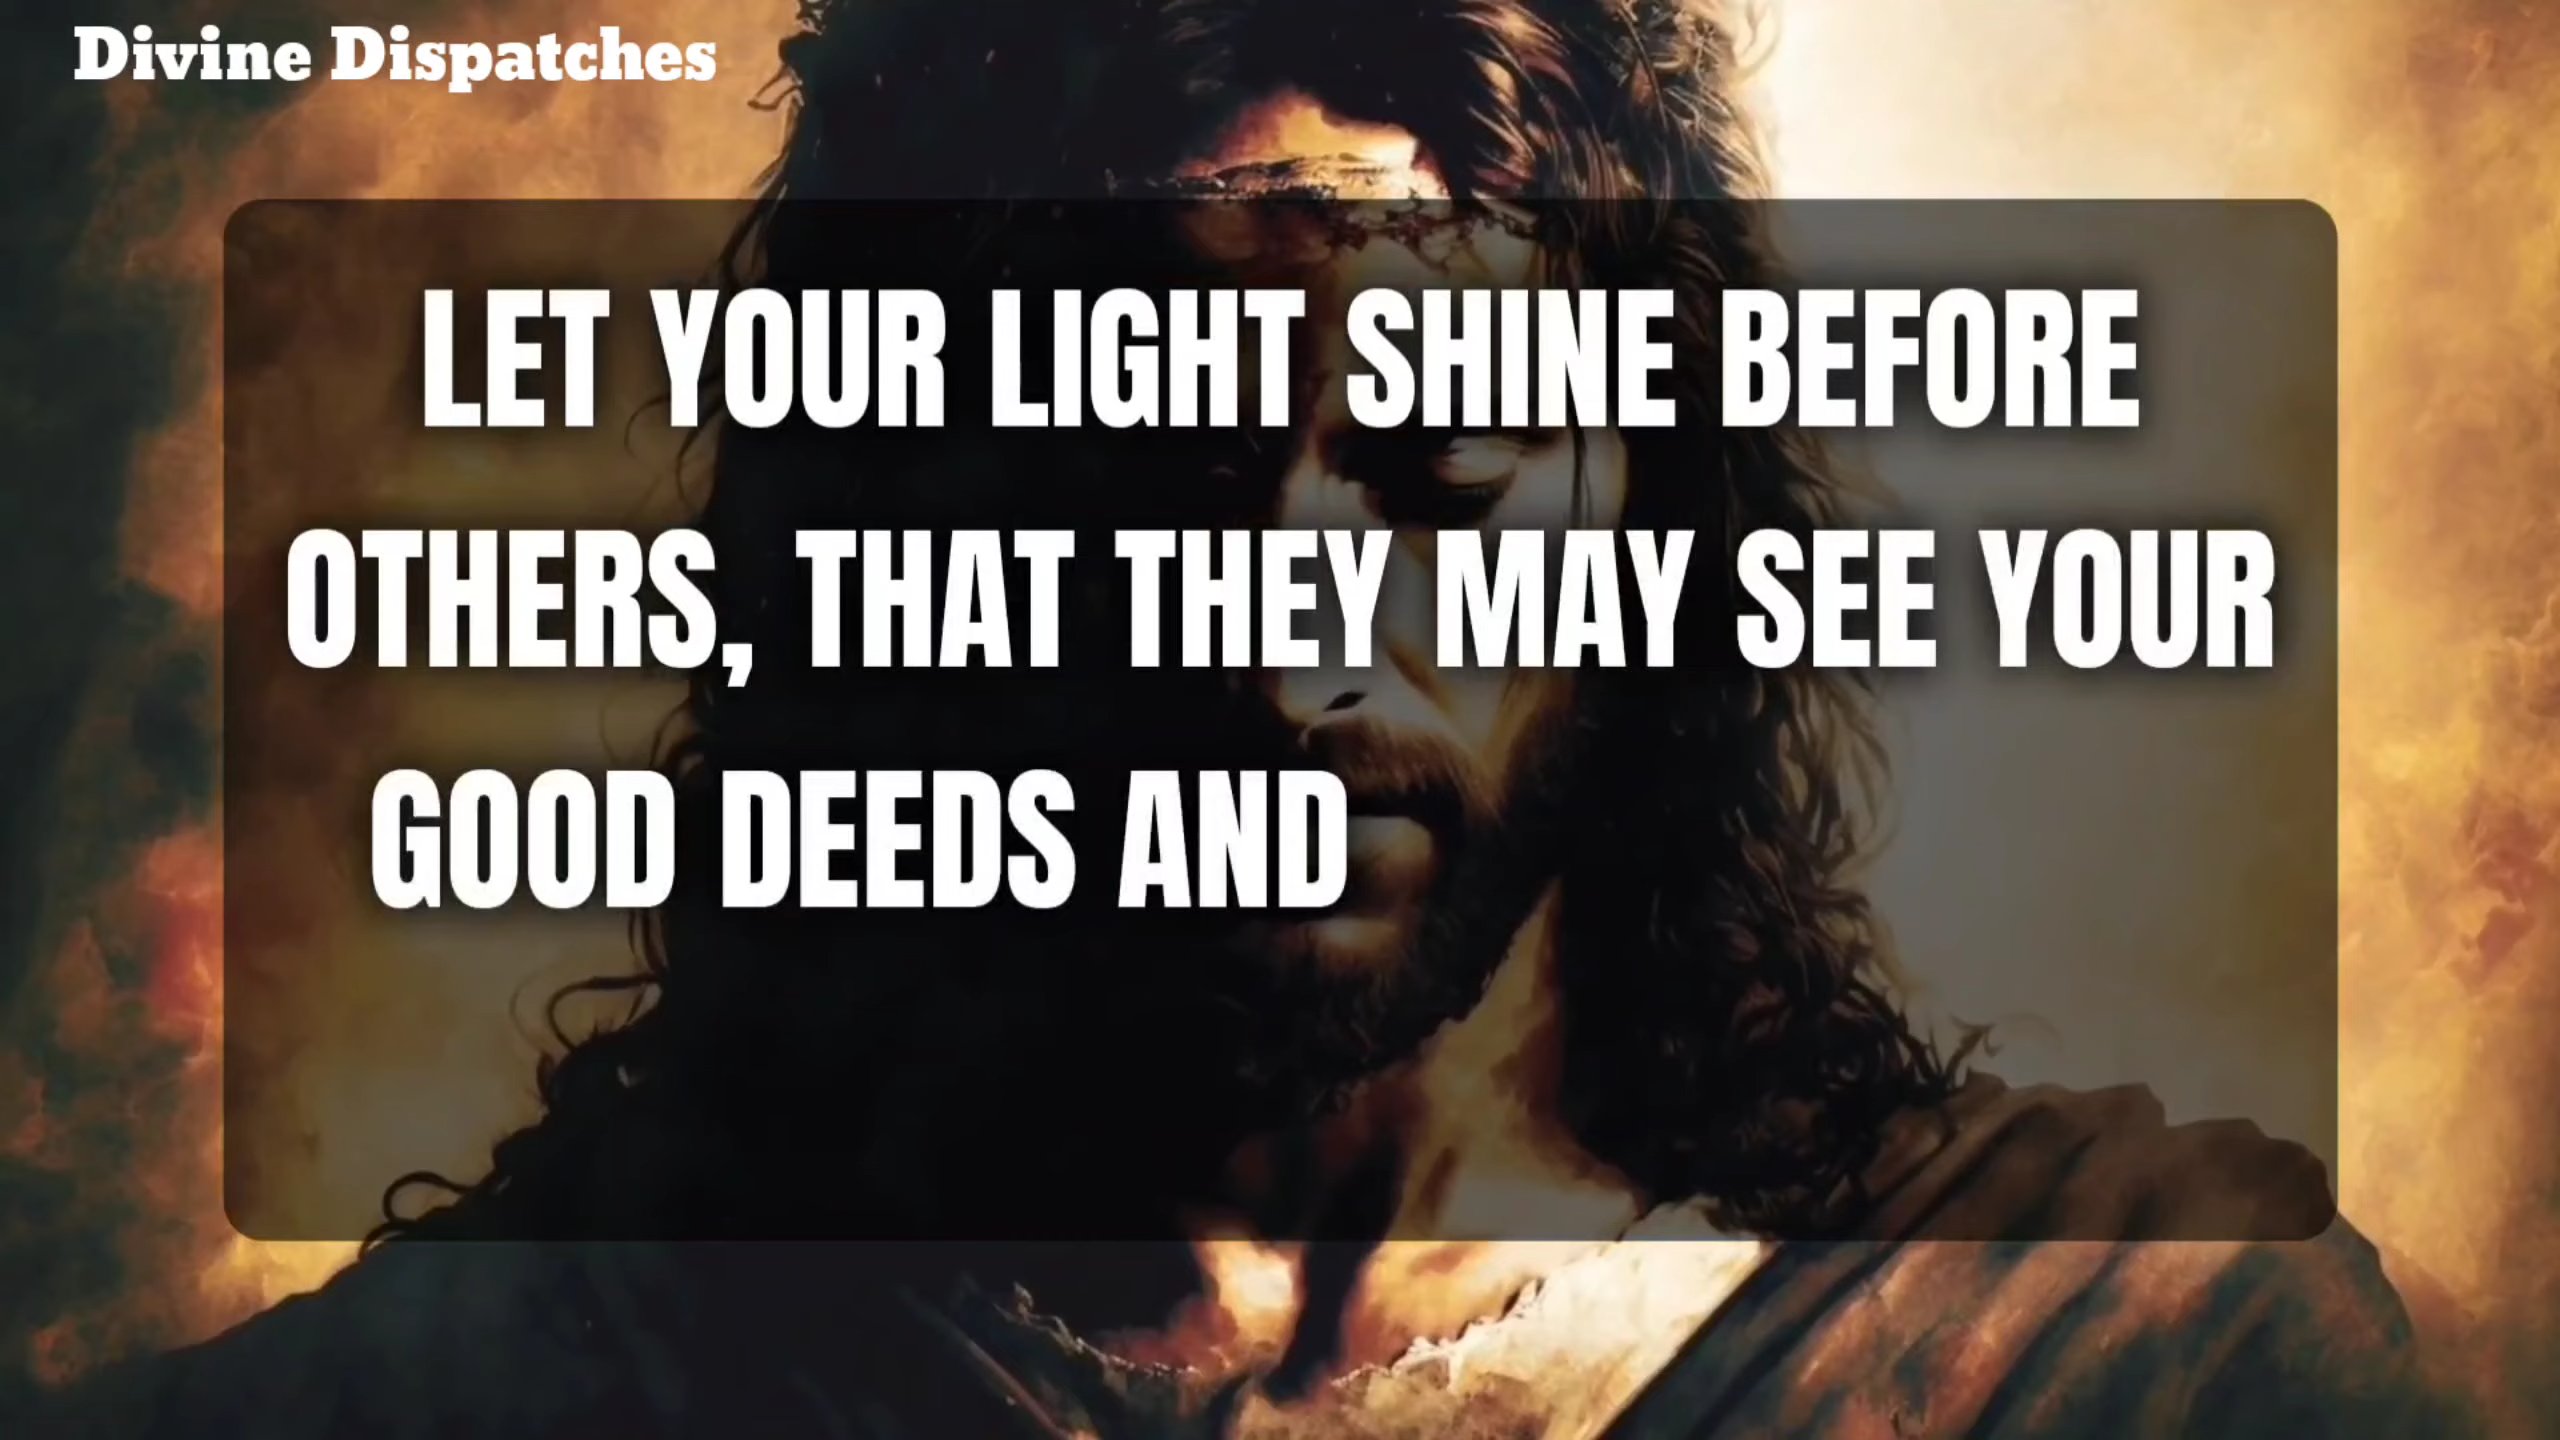 Divine Dispatches
LET YOUR LIGHT SHINE BEFORE
OTHERS, THAT THEY MAY SEE YOUR
GOOD DEEDS AND